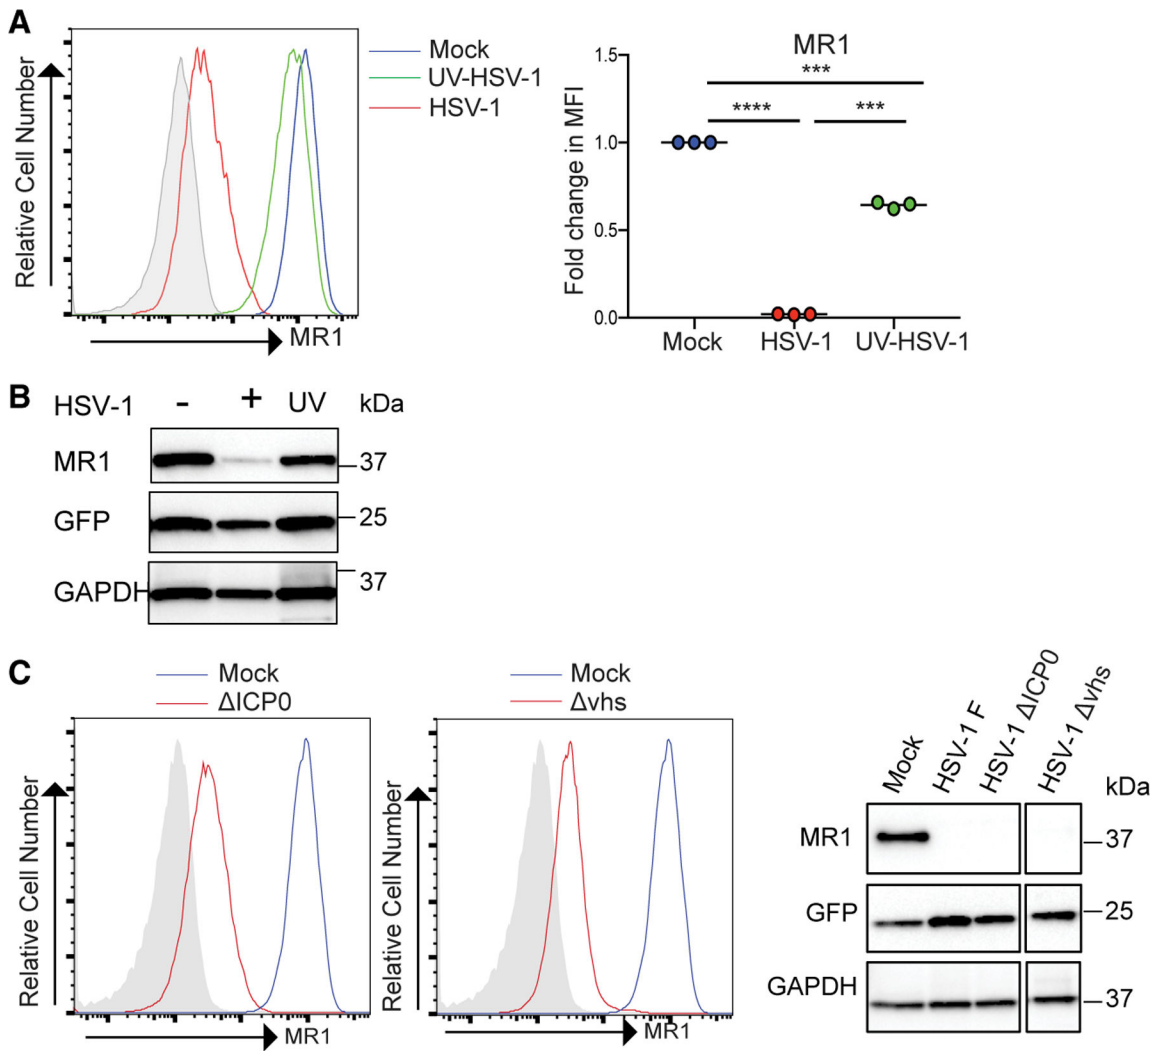 A
Relative Cell Number
MR1
Mock
UV-HSV-1
HSV-1
MR1
Fold change in MFI
1.5
1.0
0.5
0.0
***
****
***
Mock HSV-1 UV-HSV-1
B
HSV-1 - + UV kDa
MR1 37
GFP 25
GAPDH 37
C
Mock
ΔICP0
Relative Cell Number
MR1
Mock
Δvhs
Relative Cell Number
MR1
Mock HSV-1 F HSV-1 ΔICP0 HSV-1 Δvhs kDa
MR1 37
GFP 25
GAPDH 37